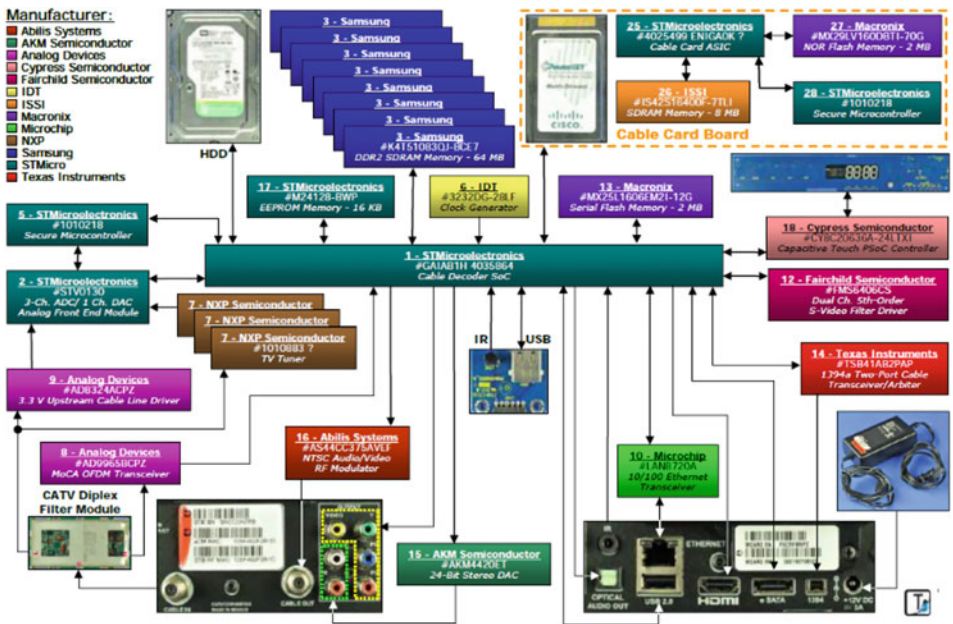 Manufacturer:
Abilis Systems
AKM Semiconductor
Analog Devices
Cypress Semiconductor
Fairchild Semiconductor
IDT
ISSI
Macronix
Microchip
NXP
Samsung
STMicro
Texas Instruments
HDD
3 - Samsung
3 - Samsung
3 - Samsung
3 - Samsung
3 - Samsung
3 - Samsung
3 - Samsung
3 - Samsung
#K4T51083QJ-BCE7
DDR2 SDRAM Memory - 64 MB
CISCO.
25 - STMicroelectronics
#4025499 ENIGAOK ?
Cable Card ASIC
27 - Macronix
#MX29LV160DBTI-70G
NOR Flash Memory - 2 MB
26 - ISSI
#IS42S16400F-7TLI
SDRAM Memory - 8 MB
28 - STMicroelectronics
#1010218
Secure Microcontroller
Cable Card Board
17 - STMicroelectronics
#M24128-BWP
EEPROM Memory - 16 KB
6 - IDT
#3232DG-28LF
Clock Generator
13 - Macronix
#MX25L1606EM2I-12G
Serial Flash Memory - 2 MB
5 - STMicroelectronics
#1010218
Secure Microcontroller
18 - Cypress Semiconductor
#CY8C20636A-24LTXI
Capacitive Touch PSoC Controller
1 - STMicroelectronics
#GAIAB1H 4035864
Cable Decoder SoC
2 - STMicroelectronics
#STV0130
3-Ch. ADC/ 1 Ch. DAC
Analog Front End Module
12 - Fairchild Semiconductor
#FMS6406CS
Dual Ch. 5th-Order
S-Video Filter Driver
7 - NXP Semiconductor
7 - NXP Semiconductor
7 - NXP Semiconductor
#1010883 ?
TV Tuner
IR
USB
14 - Texas Instruments
#TSB41AB2PAP
1394a Two-Port Cable
Transceiver/Arbiter
9 - Analog Devices
#AD8324ACPZ
3.3 V Upstream Cable Line Driver
16 - Abilis Systems
#AS44CC375AVLF
NTSC Audio/Video
RF Modulator
8 - Analog Devices
#AD9965BCPZ
MoCA OFDM Transceiver
10 - Microchip
#LAN8720A
10/100 Ethernet
Transceiver
CATV Diplex
Filter Module
VIDEO
15 - AKM Semiconductor
#AKM4420ET
24-Bit Stereo DAC
CABLE IN
CABLE OUT
IR
ETHERNET
OPTICAL
AUDIO OUT
USB 2.0
HDMI
e SATA
1394
+12V DC
3A